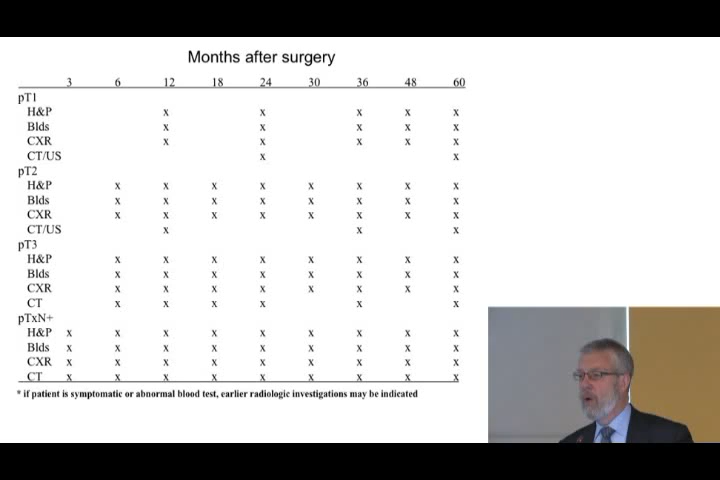 Months after surgery
3 6 12 18 24 30 36 48 60
pT1
H&P x x x x x
Blds x x x x x
CXR x x x x x
CT/US x x
pT2
H&P x x x x x x x x
Blds x x x x x x x x
CXR x x x x x x x x
CT/US x x x
pT3
H&P x x x x x x x x
Blds x x x x x x x x
CXR x x x x x x x x
CT x x x x x x
pTxN+
H&P x x x x x x x x x
Blds x x x x x x x x x
CXR x x x x x x x x x
CT x x x x x x x x x
* if patient is symptomatic or abnormal blood test, earlier radiologic investigations may be indicated